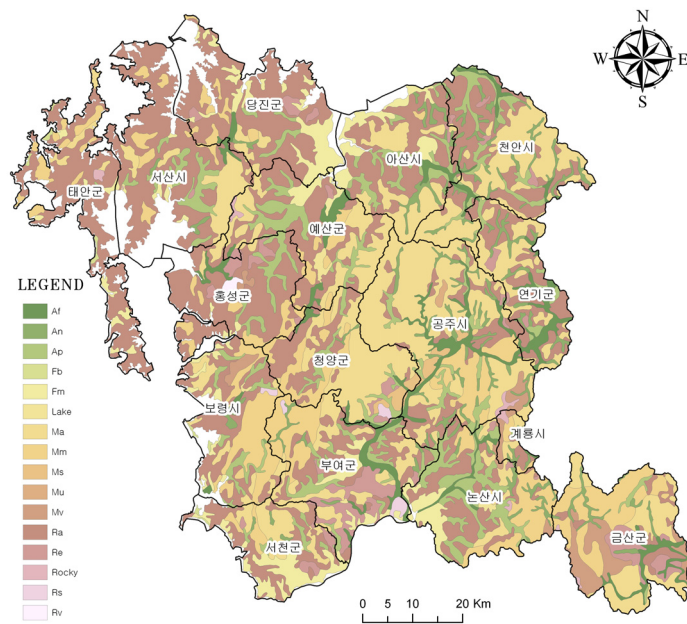 N
W E
S
당진군
천안시
아산시
서산시
태안군
예산군
LEGEND
홍성군
연기군
공주시
청양군
보령시
계룡시
부여군
논산시
서천군
금산군
Af
An
Ap
Fb
Fm
Lake
Ma
Mm
Ms
Mu
Mv
Ra
Re
Rocky
Rs
Rv
0 5 10 20 Km